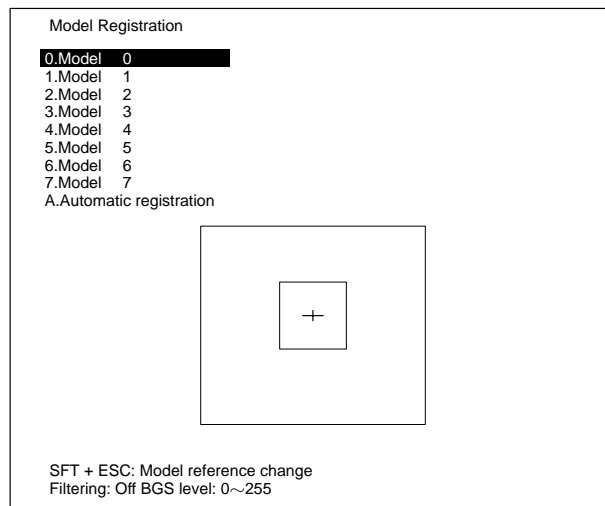 Model Registration
0.Model 0
1.Model 1
2.Model 2
3.Model 3
4.Model 4
5.Model 5
6.Model 6
7.Model 7
A.Automatic registration
SFT + ESC: Model reference change
Filtering: Off BGS level: 0～255